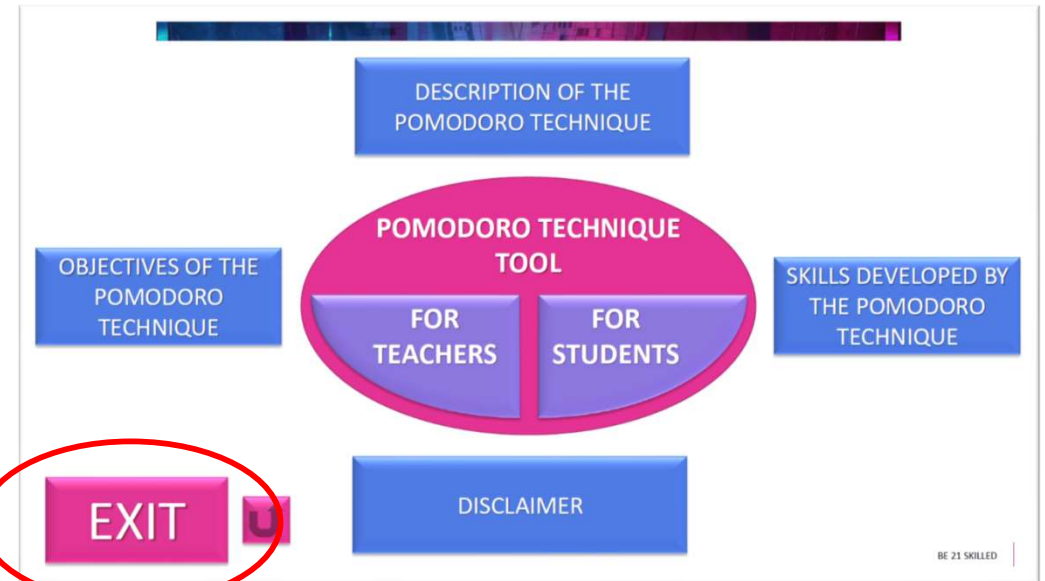 DESCRIPTION OF THE
POMODORO TECHNIQUE
POMODORO TECHNIQUE
TOOL
OBJECTIVES OF THE
POMODORO
TECHNIQUE
FOR
TEACHERS
FOR
STUDENTS
SKILLS DEVELOPED BY
THE POMODORO
TECHNIQUE
EXIT
DISCLAIMER
BE 21 SKILLED